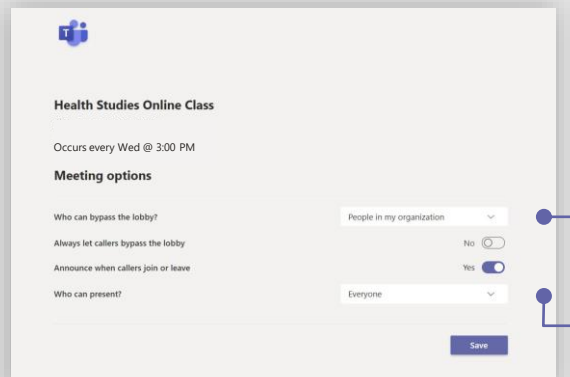 T
Health Studies Online Class
Occurs every Wed @ 3:00 PM
Meeting options
Who can bypass the lobby? People in my organization
Always let callers bypass the lobby No
Announce when callers join or leave Yes
Who can present? Everyone
Save